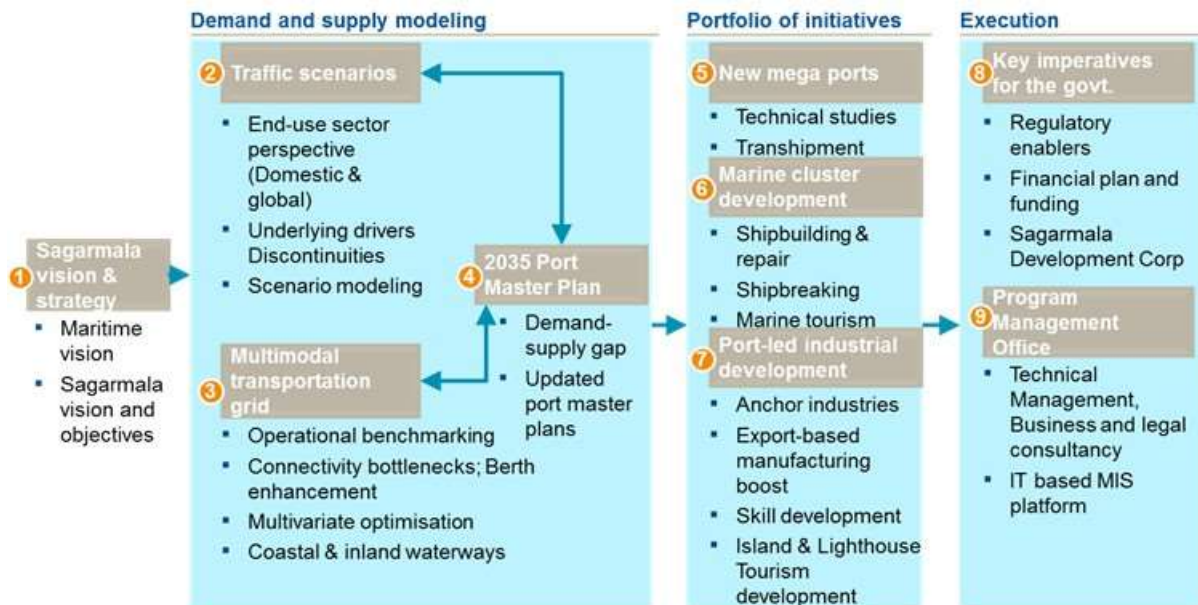 Demand and supply modeling
Portfolio of initiatives
Execution
1
Sagarmala
vision &
strategy
▪ Maritime
vision
▪ Sagarmala
vision and
objectives
2
Traffic scenarios
▪ End-use sector
perspective
(Domestic &
global)
▪ Underlying drivers
Discontinuities
▪ Scenario modeling
3
Multimodal
transportation
grid
▪ Operational benchmarking
▪ Connectivity bottlenecks; Berth
enhancement
▪ Multivariate optimisation
▪ Coastal & inland waterways
4
2035 Port
Master Plan
▪ Demand-
supply gap
▪ Updated
port master
plans
5
New mega ports
▪ Technical studies
▪ Transhipment
6
Marine cluster
development
▪ Shipbuilding &
repair
▪ Shipbreaking
▪ Marine tourism
7
Port-led industrial
development
▪ Anchor industries
▪ Export-based
manufacturing
boost
▪ Skill development
▪ Island & Lighthouse
Tourism
development
8
Key imperatives
for the govt.
▪ Regulatory
enablers
▪ Financial plan and
funding
▪ Sagarmala
Development Corp
9
Program
Management
Office
▪ Technical
Management,
Business and legal
consultancy
▪ IT based MIS
platform